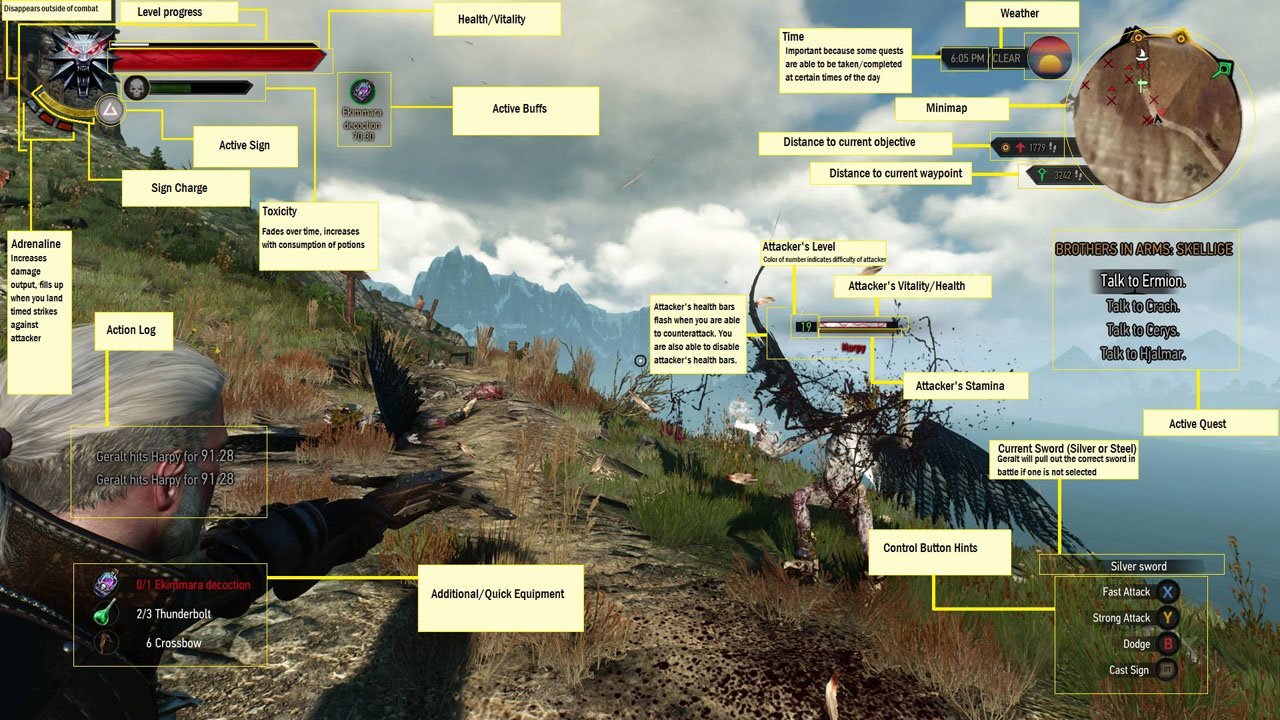 Disappears outside of combat
Level progress
Health/Vitality
Ekimmara
decoction
70:30
Active Buffs
Active Sign
Sign Charge
Toxicity
Fades over time, increases
with consumption of potions
Adrenaline
Increases
damage
output, fills up
when you land
timed strikes
against
attacker
Action Log
Geralt hits Harpy for 91.28.
Geralt hits Harpy for 91.28.
0/1 Ekimmara decoction
2/3 Thunderbolt
6 Crossbow
Additional/Quick Equipment
Weather
Time
Important because some quests
are able to be taken/completed
at certain times of the day
6:05 PM
CLEAR
Minimap
Distance to current objective
1779
Distance to current waypoint
3242
Attacker's Level
Color of number indicates difficulty of attacker
Attacker's Vitality/Health
Attacker's health bars
flash when you are able
to counterattack. You
are also able to disable
attacker's health bars.
19
Harpy
Attacker's Stamina
BROTHERS IN ARMS: SKELLIGE
Talk to Ermion.
Talk to Crach.
Talk to Cerys.
Talk to Hjalmar.
Active Quest
Current Sword (Silver or Steel)
Geralt will pull out the correct sword in
battle if one is not selected
Control Button Hints
Silver sword
Fast Attack X
Strong Attack Y
Dodge B
Cast Sign RT